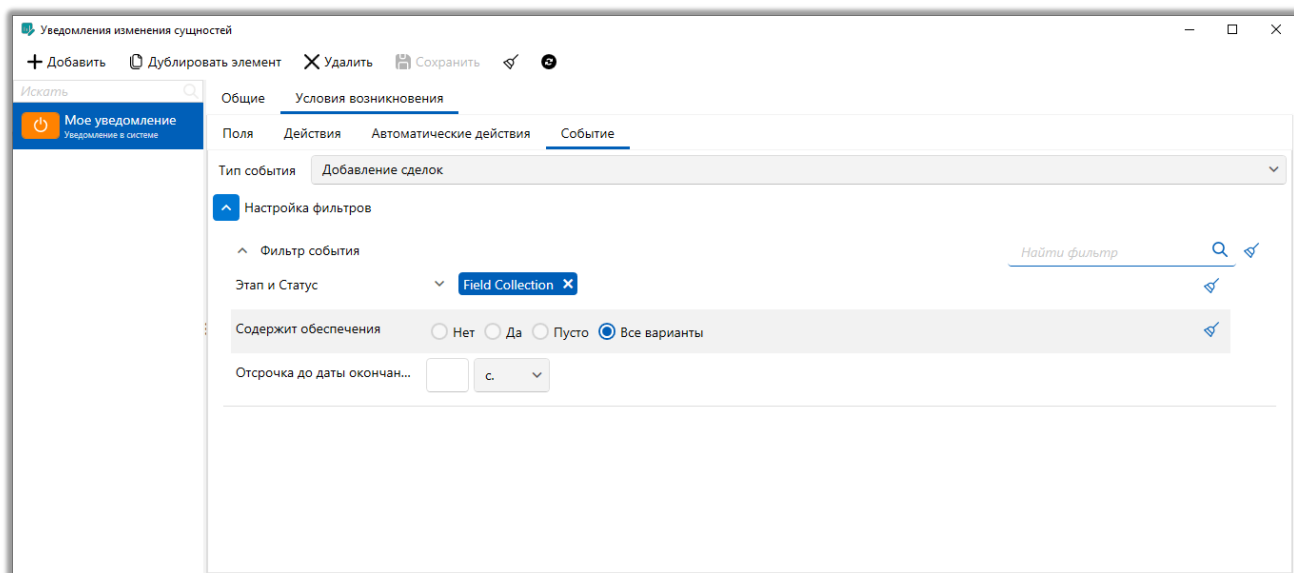 Уведомления изменения сущностей
Добавить Дублировать элемент Удалить Сохранить
Искать
Мое уведомление
Уведомление в системе
Общие Условия возникновения
Поля Действия Автоматические действия Событие
Тип события Добавление сделок
Настройка фильтров
Фильтр события Найти фильтр
Этап и Статус Field Collection
Содержит обеспечения Нет Да Пусто Все варианты
Отсрочка до даты окончан... с.